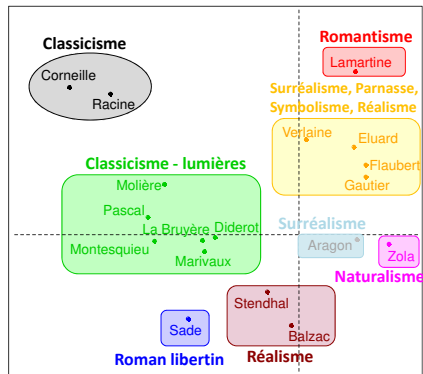 Classicisme
Corneille
Racine
Romantisme
Lamartine
Surréalisme, Parnasse,
Symbolisme, Réalisme
Verlaine
Eluard
Flaubert
Gautier
Classicisme - lumières
Molière
Pascal
La Bruyère
Diderot
Montesquieu
Marivaux
Surréalisme
Aragon
Zola
Naturalisme
Stendhal
Balzac
Réalisme
Sade
Roman libertin